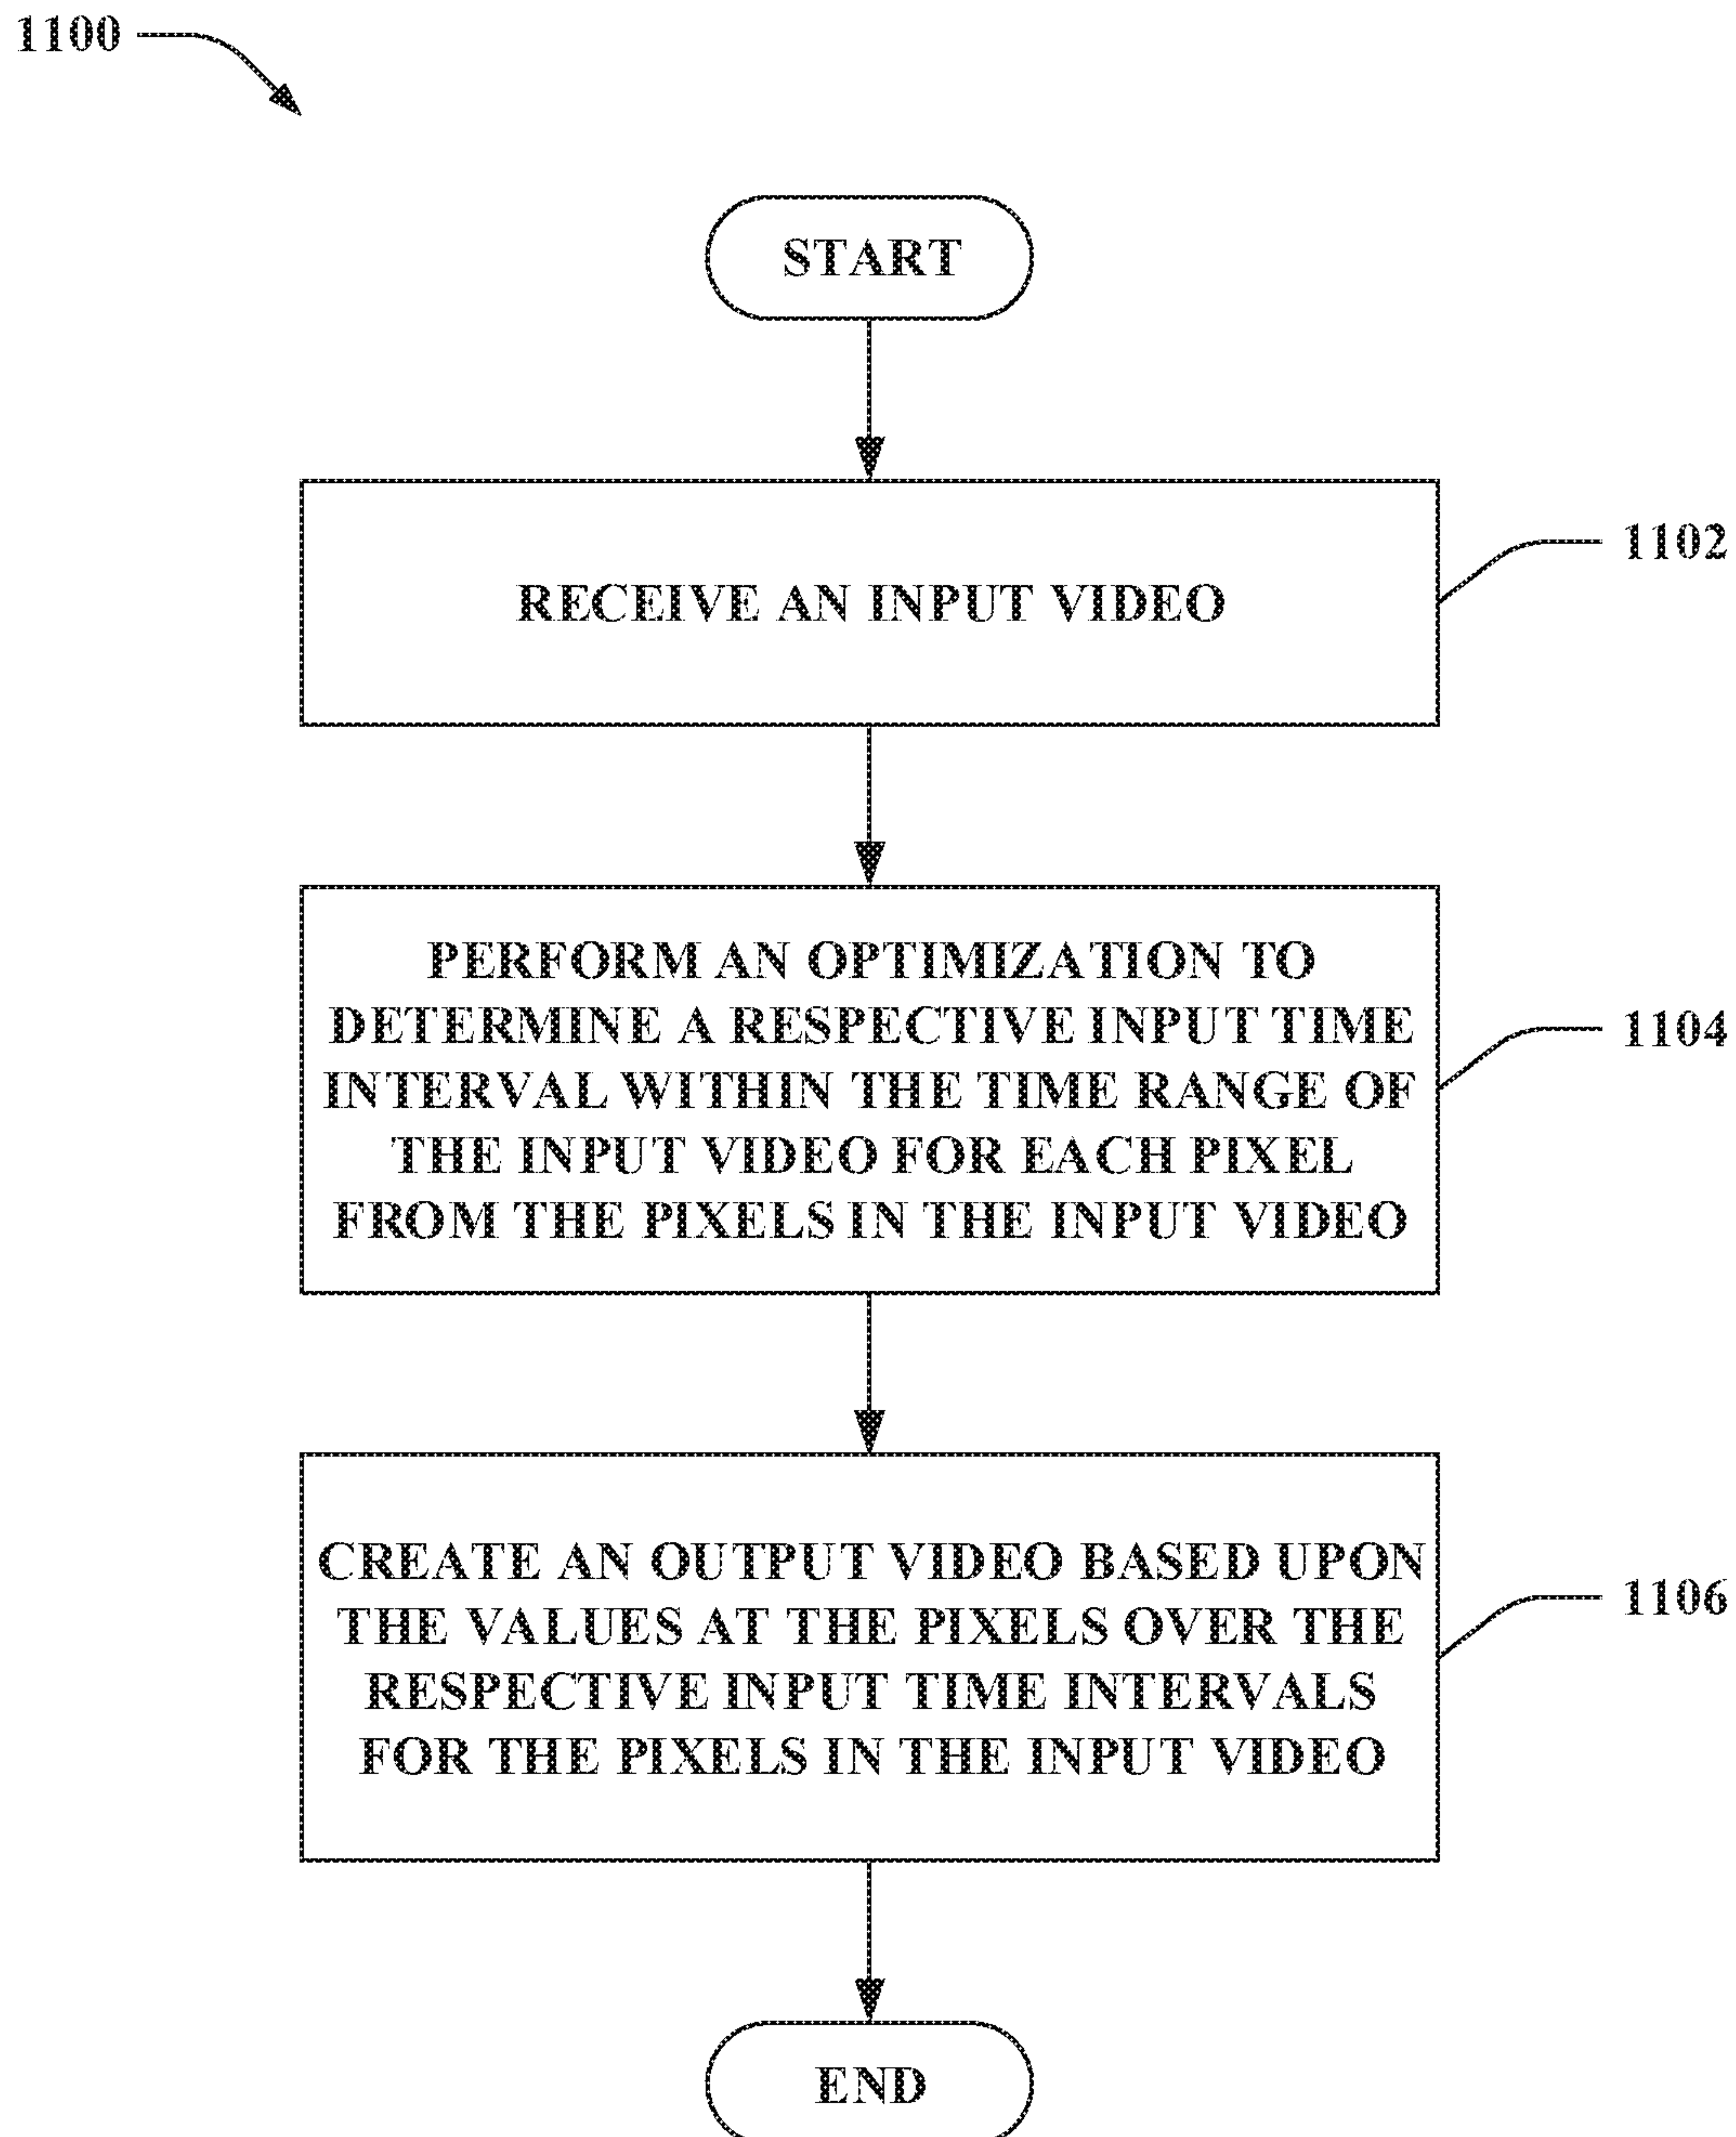 1100
START
RECEIVE AN INPUT VIDEO
1102
PERFORM AN OPTIMIZATION TO
DETERMINE A RESPECTIVE INPUT TIME
INTERVAL WITHIN THE TIME RANGE OF
THE INPUT VIDEO FOR EACH PIXEL
FROM THE PIXELS IN THE INPUT VIDEO
1104
CREATE AN OUTPUT VIDEO BASED UPON
THE VALUES AT THE PIXELS OVER THE
RESPECTIVE INPUT TIME INTERVALS
FOR THE PIXELS IN THE INPUT VIDEO
1106
END